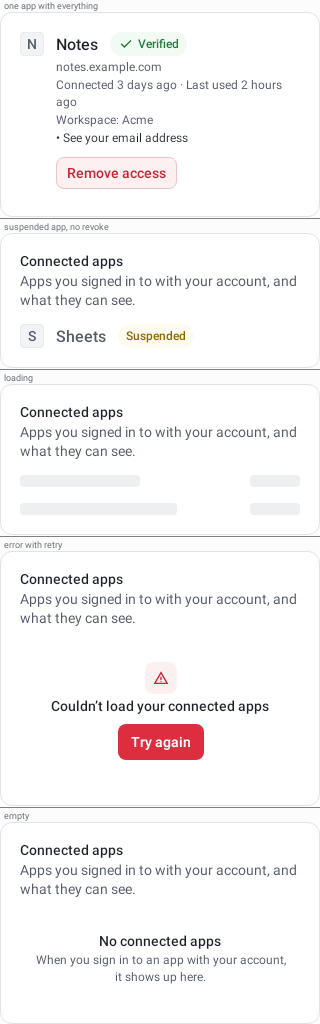 one app with everything
N Notes Verified
notes.example.com
Connected 3 days ago · Last used 2 hours
ago
Workspace: Acme
• See your email address
Remove access
suspended app, no revoke
Connected apps
Apps you signed in to with your account, and
what they can see.
S Sheets Suspended
loading
Connected apps
Apps you signed in to with your account, and
what they can see.
error with retry
Connected apps
Apps you signed in to with your account, and
what they can see.
Couldn’t load your connected apps
Try again
empty
Connected apps
Apps you signed in to with your account, and
what they can see.
No connected apps
When you sign in to an app with your account,
it shows up here.